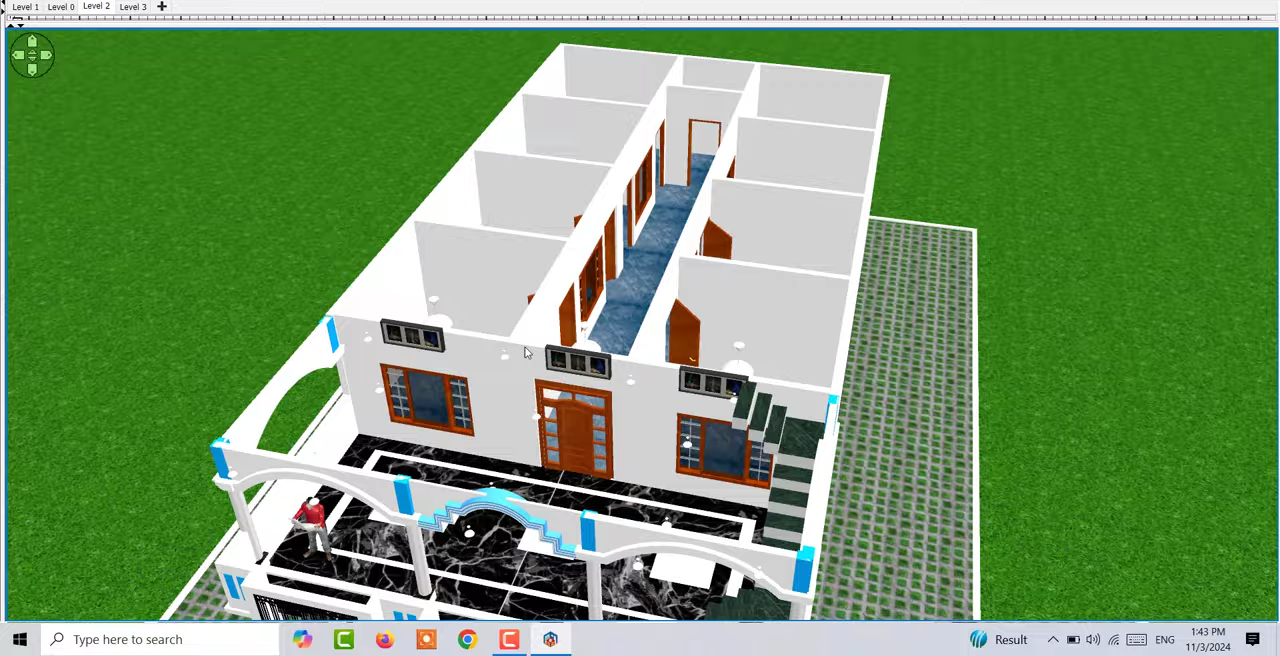 Level 1 Level 0 Level 2 Level 3
Type here to search
Result
ENG
1:43 PM
11/3/2024